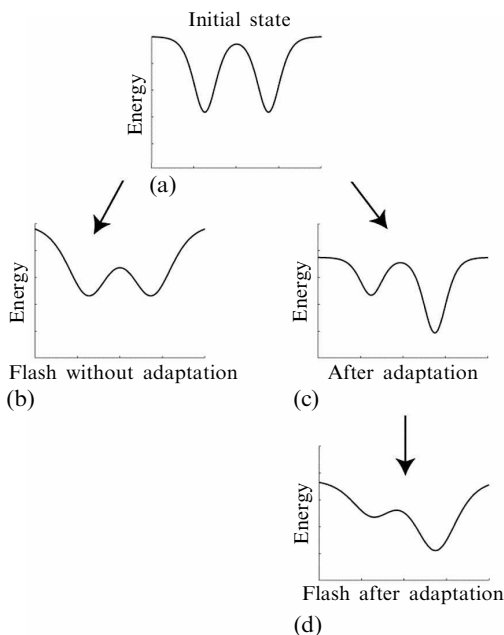 Initial state
Energy
(a)
Energy
Flash without adaptation
(b)
Energy
After adaptation
(c)
Energy
Flash after adaptation
(d)